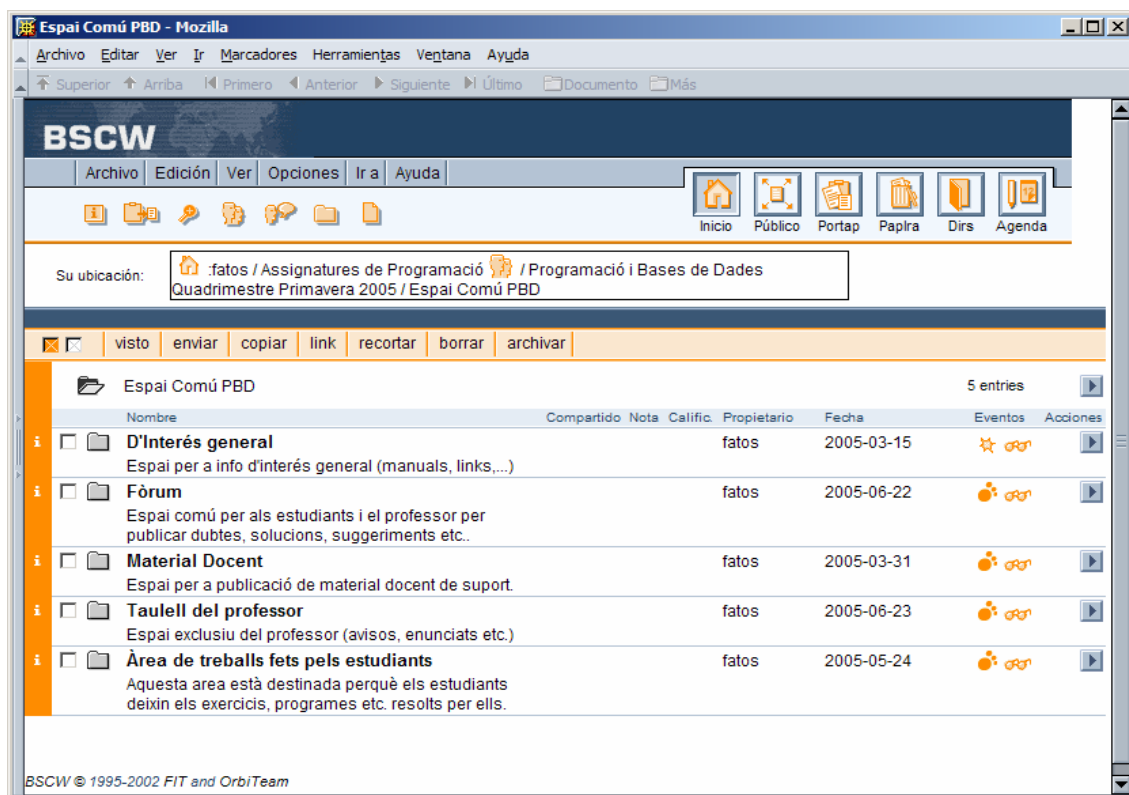 Espai Comú PBD - Mozilla
Archivo Editar Ver Ir Marcadores Herramientas Ventana Ayuda
Superior Arriba Primero Anterior Siguiente Último Documento Más
BSCW
Archivo Edición Ver Opciones Ir a Ayuda
Inicio Público Portap Paplra Dirs Agenda
Su ubicación: :fatos / Assignatures de Programació / Programació i Bases de Dades
Quadrimestre Primavera 2005 / Espai Comú PBD
visto enviar copiar link recortar borrar archivar
Espai Comú PBD 5 entries
Nombre Compartido Nota Calific. Propietario Fecha Eventos Acciones
D'Interés general fatos 2005-03-15
Espai per a info d'interés general (manuals, links,...)
Fòrum fatos 2005-06-22
Espai comú per als estudiants i el professor per
publicar dubtes, solucions, suggeriments etc..
Material Docent fatos 2005-03-31
Espai per a publicació de material docent de suport.
Taulell del professor fatos 2005-06-23
Espai exclusiu del professor (avisos, enunciats etc.)
Àrea de treballs fets pels estudiants fatos 2005-05-24
Aquesta area està destinada perquè els estudiants
deixin els exercicis, programes etc. resolts per ells.
BSCW © 1995-2002 FIT and OrbiTeam